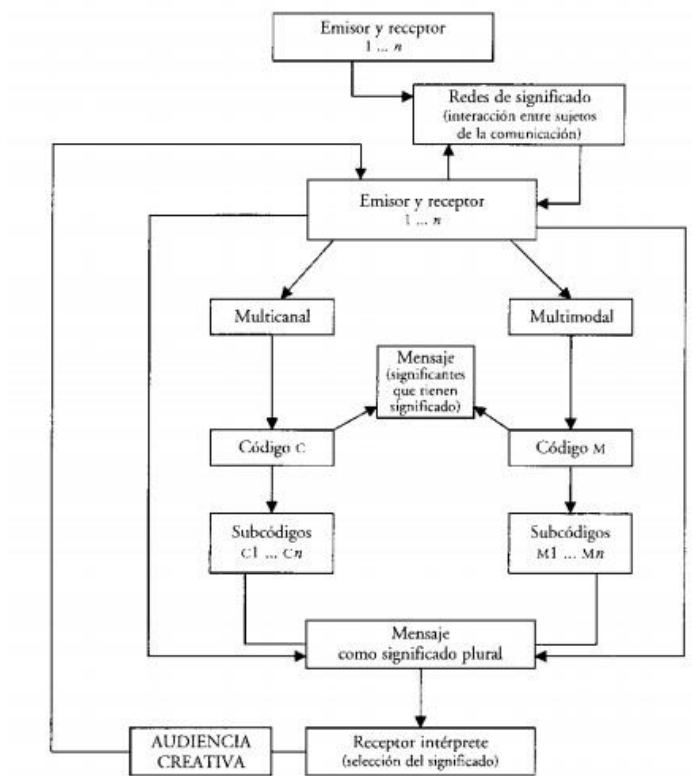 Emisor y receptor
1 ... n
Redes de significado
(interacción entre sujetos
de la comunicación)
Emisor y receptor
1 ... n
Multicanal
Multimodal
Mensaje
(significantes
que tienen
significado)
Código C
Código M
Subcódigos
C1 ... Cn
Subcódigos
M1 ... Mn
Mensaje
como significado plural
AUDIENCIA
CREATIVA
Receptor intérprete
(selección del significado)